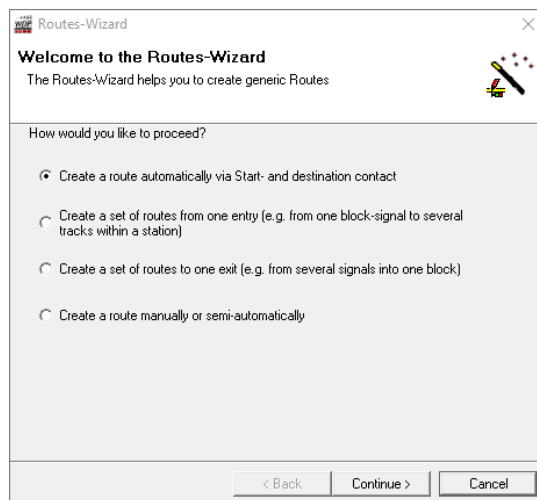 Routes-Wizard
Welcome to the Routes-Wizard
The Routes-Wizard helps you to create generic Routes
How would you like to proceed?
Create a route automatically via Start- and destination contact
Create a set of routes from one entry (e.g. from one block-signal to several
tracks within a station)
Create a set of routes to one exit (e.g. from several signals into one block)
Create a route manually or semi-automatically
< Back
Continue >
Cancel